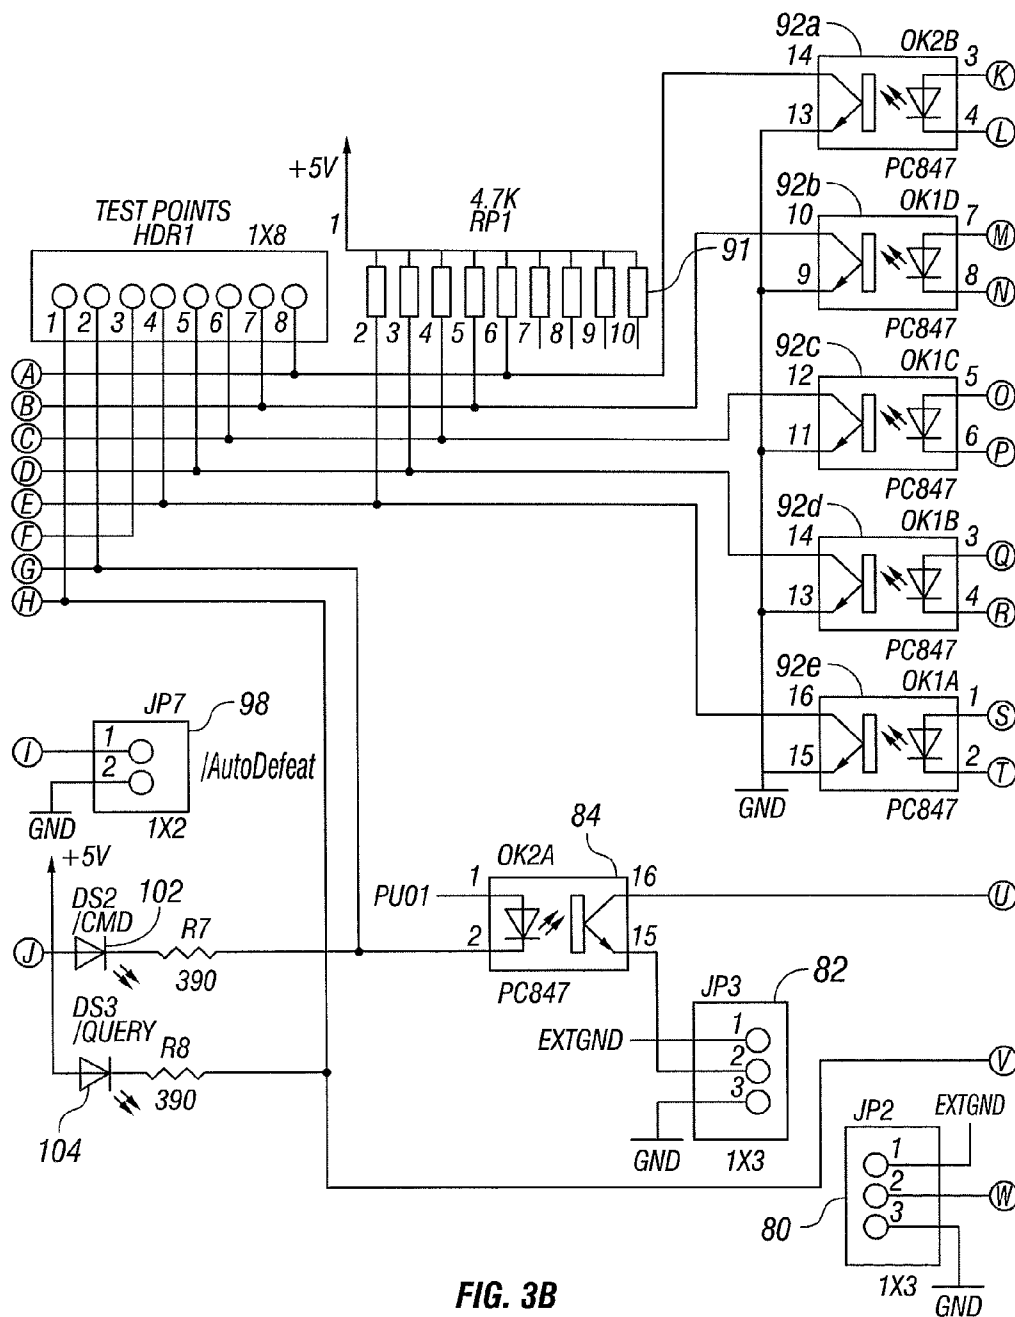 92a OK2B
14 3 K
13 4 L
PC847
+5V
1
4.7K
RP1
TEST POINTS
HDR1 1X8
1 2 3 4 5 6 7 8
2 3 4 5 6 7 8 9 10
91
92b OK1D
10 7 M
9 8 N
PC847
92c OK1C
12 5 O
11 6 P
PC847
92d OK1B
14 3 Q
13 4 R
PC847
92e OK1A
16 1 S
15 2 T
GND PC847
A
B
C
D
E
F
G
H
JP7 98
I 1
2
/AutoDefeat
GND 1X2
+5V
DS2 102
/CMD R7
J
390
DS3
/QUERY R8
390
104
84
OK2A
PU01 1 16 U
2 15
PC847
JP3 82
EXTGND 1
2
3
GND 1X3
V
JP2 EXTGND
1
2 W
3
80
1X3 GND
FIG. 3B